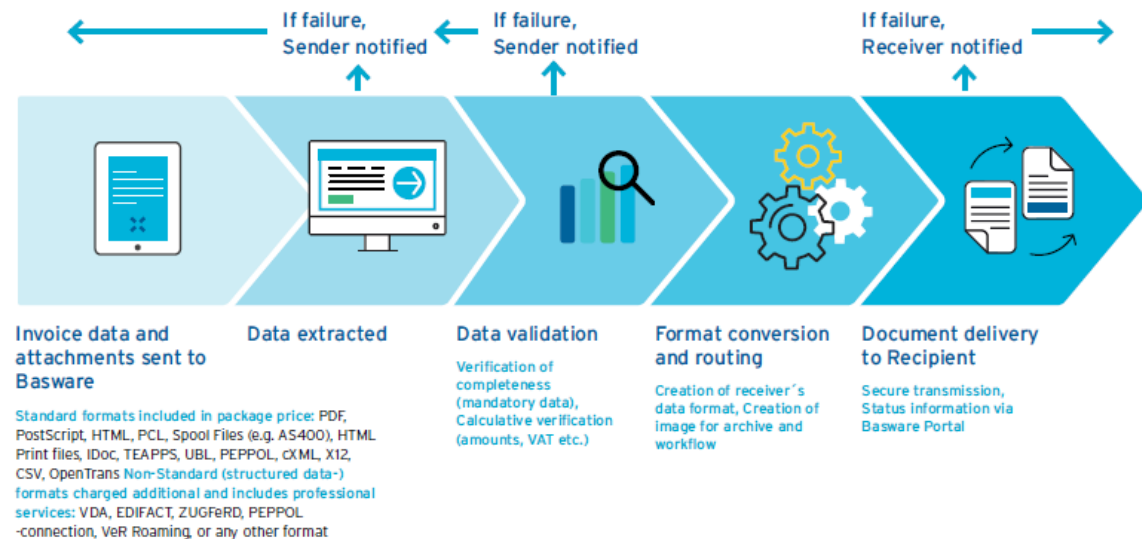 If failure,
Sender notified
If failure,
Sender notified
If failure,
Receiver notified
Invoice data and
attachments sent to
Basware
Standard formats included in package price: PDF,
PostScript, HTML, PCL, Spool Files (e.g. AS400), HTML
Print files, IDoc, TEAPPS, UBL, PEPPOL, cXML, X12,
CSV, OpenTrans Non-Standard (structured data-)
formats charged additional and includes professional
services: VDA, EDIFACT, ZUGFeRD, PEPPOL
-connection, VeR Roaming, or any other format
Data extracted
Data validation
Verification of
completeness
(mandatory data),
Calculative verification
(amounts, VAT etc.)
Format conversion
and routing
Creation of receiver´s
data format, Creation of
image for archive and
workflow
Document delivery
to Recipient
Secure transmission,
Status information via
Basware Portal